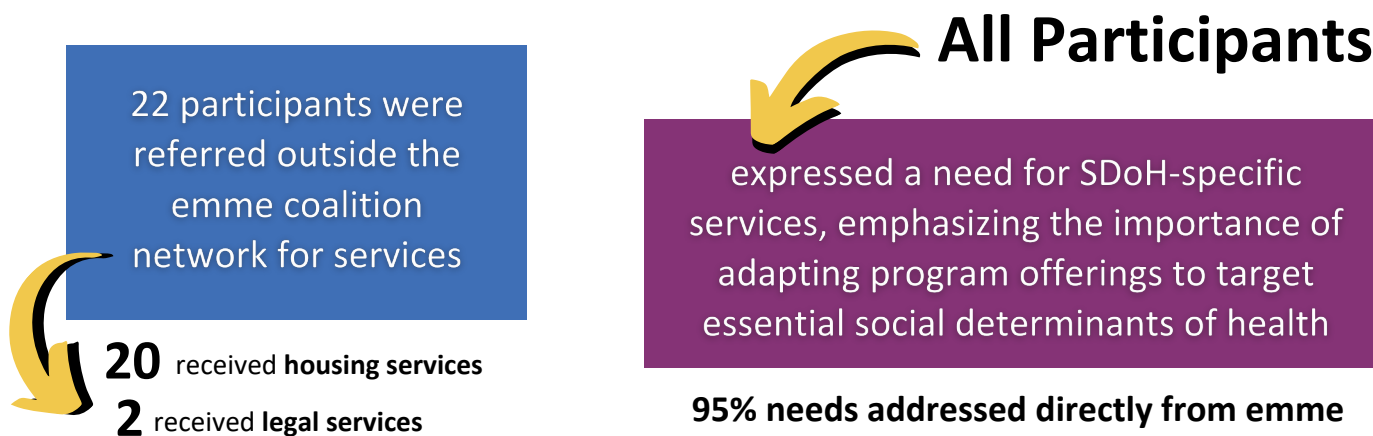 22 participants were
referred outside the
emme coalition
network for services
20 received housing services
2 received legal services
All Participants
expressed a need for SDoH-specific
services, emphasizing the importance of
adapting program offerings to target
essential social determinants of health
95% needs addressed directly from emme